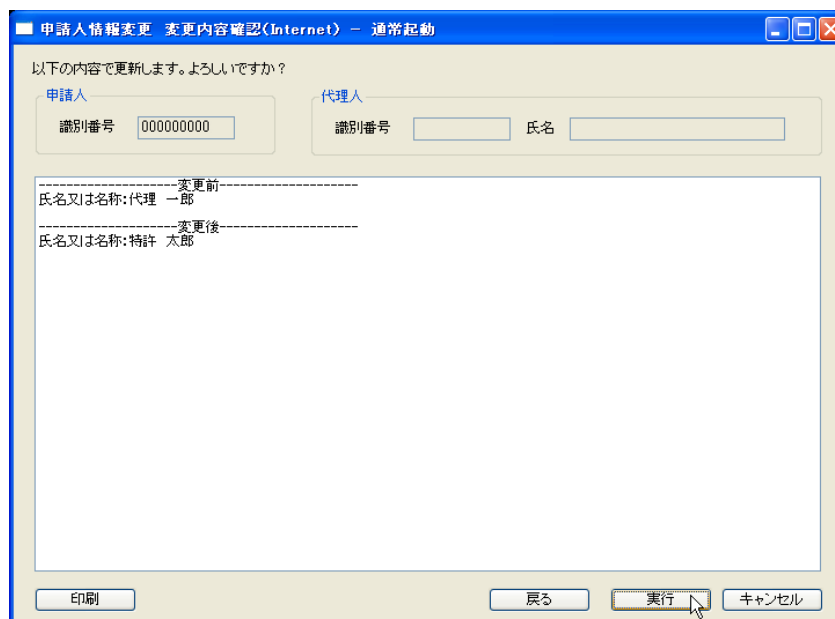 申請人情報変更 変更内容確認(Internet) － 通常起動
以下の内容で更新します。よろしいですか？
申請人
識別番号 000000000
代理人
識別番号 氏名
--------------------変更前--------------------
氏名又は名称:代理 一郎
--------------------変更後--------------------
氏名又は名称:特許 太郎
印刷 戻る 実行 キャンセル